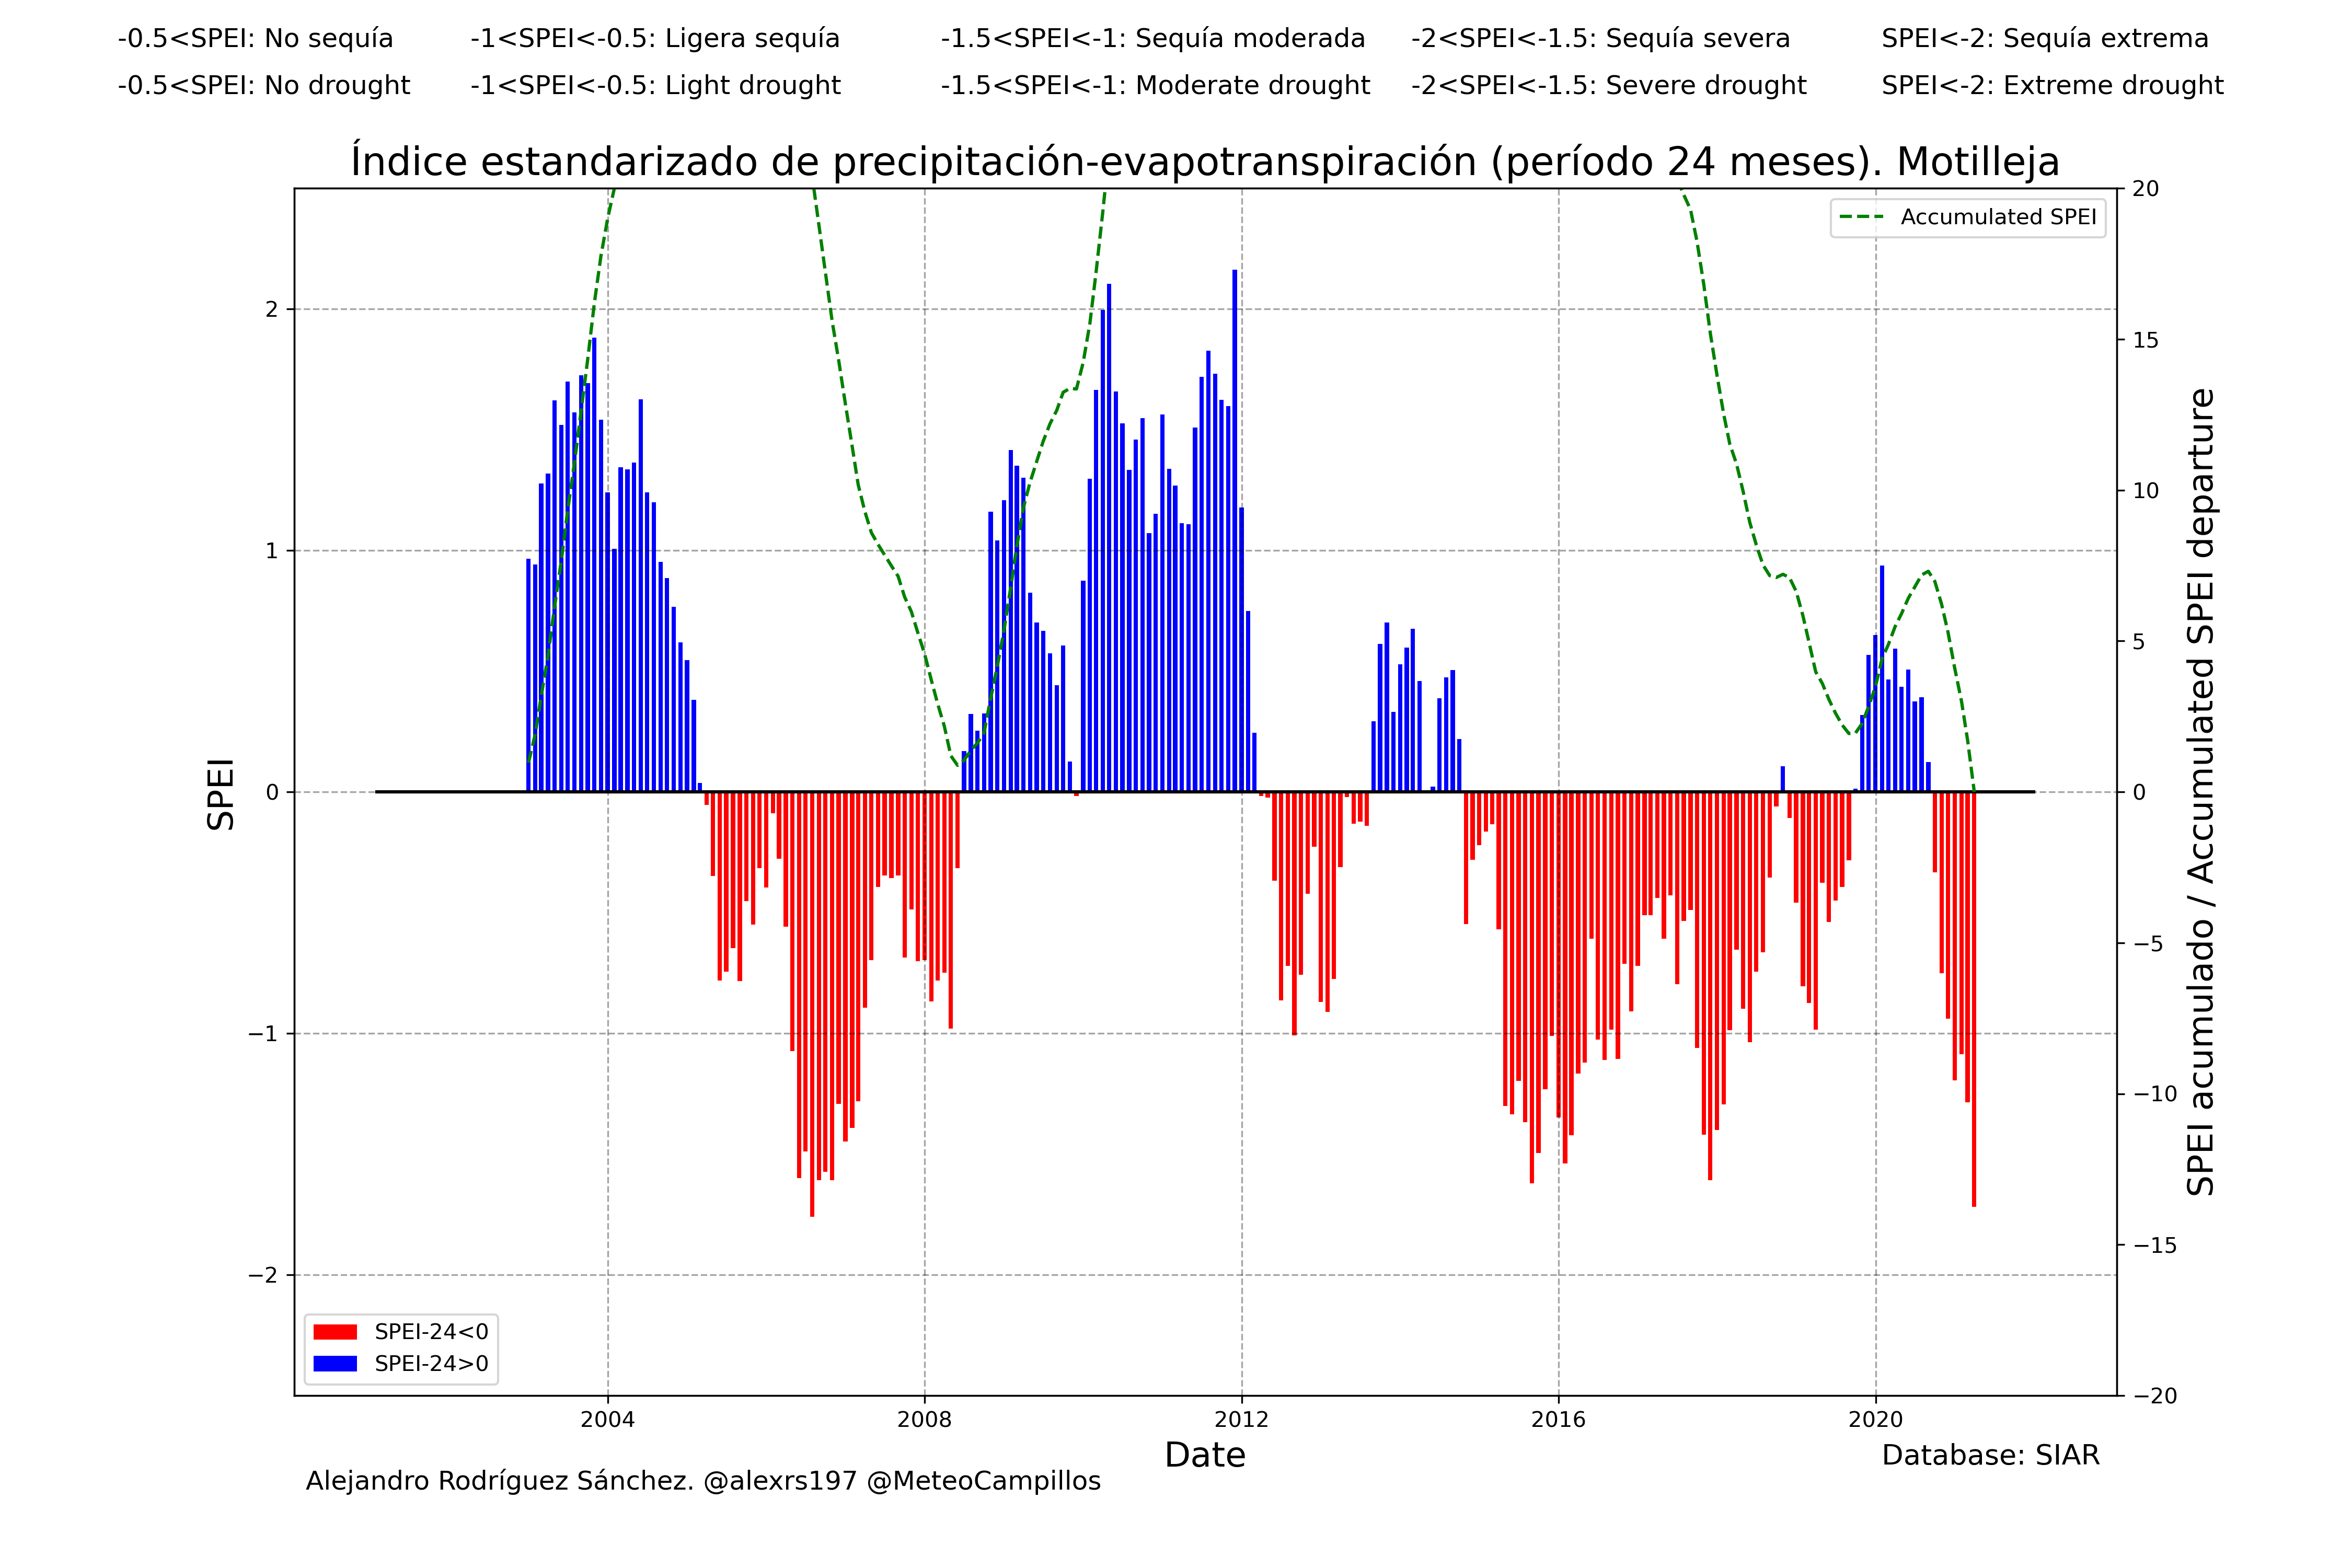 -0.5<SPEI: No sequía -1<SPEI<-0.5: Ligera sequía -1.5<SPEI<-1: Sequía moderada -2<SPEI<-1.5: Sequía severa SPEI<-2: Sequía extrema
-0.5<SPEI: No drought -1<SPEI<-0.5: Light drought -1.5<SPEI<-1: Moderate drought -2<SPEI<-1.5: Severe drought SPEI<-2: Extreme drought
Índice estandarizado de precipitación-evapotranspiración (período 24 meses). Motilleja
Accumulated SPEI
SPEI
2
1
0
−1
−2
20
15
10
5
0
−5
−10
−15
−20
SPEI acumulado / Accumulated SPEI departure
SPEI-24<0
SPEI-24>0
2004 2008 2012 2016 2020
Date
Database: SIAR
Alejandro Rodríguez Sánchez. @alexrs197 @MeteoCampillos